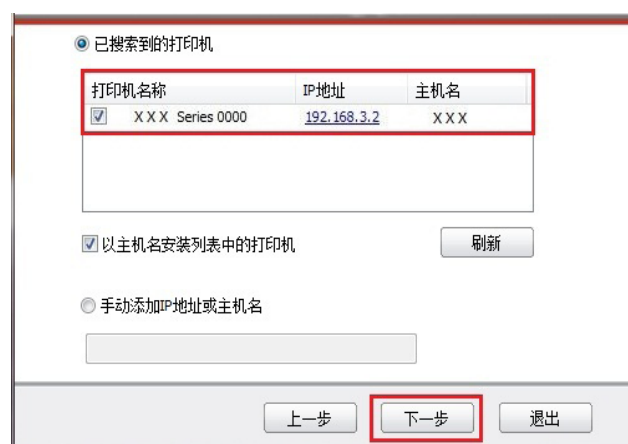 已搜索到的打印机
打印机名称 IP地址 主机名
XXX Series 0000 192.168.3.2 XXX
以主机名安装列表中的打印机 刷新
手动添加IP地址或主机名
上一步 下一步 退出